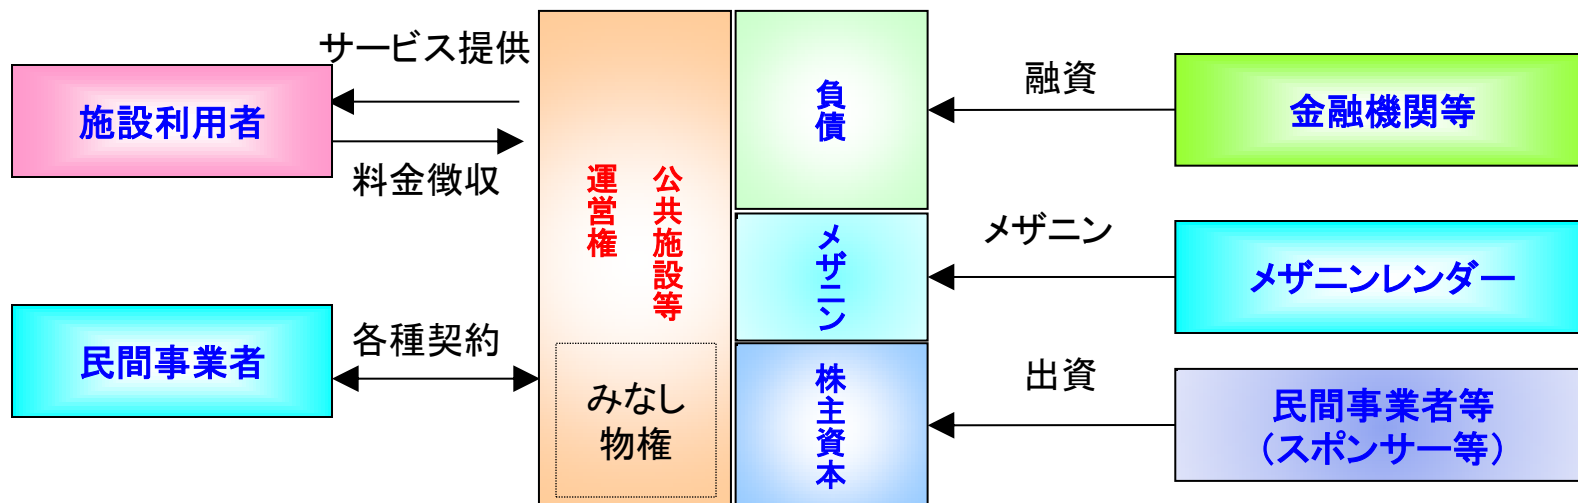 サービス提供
施設利用者
料金徴収
民間事業者
各種契約
公共施設等
運営権
みなし
物権
負債
メザニン
株主資本
融資
メザニン
出資
金融機関等
メザニンレンダー
民間事業者等
（スポンサー等）